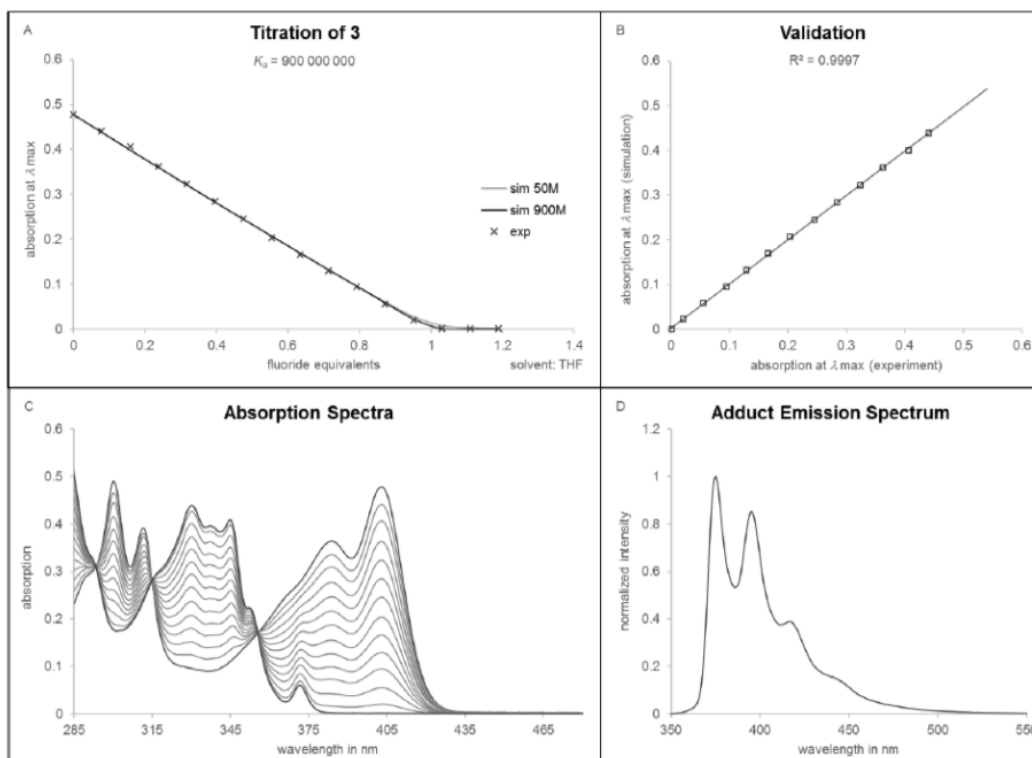 A
Titration of 3
Ka = 900 000 000
0.6
0.5
0.4
0.3
0.2
0.1
0
absorption at λ max
sim 50M
sim 900M
exp
0 0.2 0.4 0.6 0.8 1 1.2 1.4
fluoride equivalents
solvent: THF
B
Validation
R² = 0.9997
0.6
0.5
0.4
0.3
0.2
0.1
0
absorption at λ max (simulation)
0 0.1 0.2 0.3 0.4 0.5 0.6
absorption at λ max (experiment)
C
Absorption Spectra
0.6
0.5
0.4
0.3
0.2
0.1
0
absorption
285 315 345 375 405 435 465
wavelength in nm
D
Adduct Emission Spectrum
1.2
1
0.8
0.6
0.4
0.2
0
normalized intensity
350 400 450 500 550
wavelength in nm